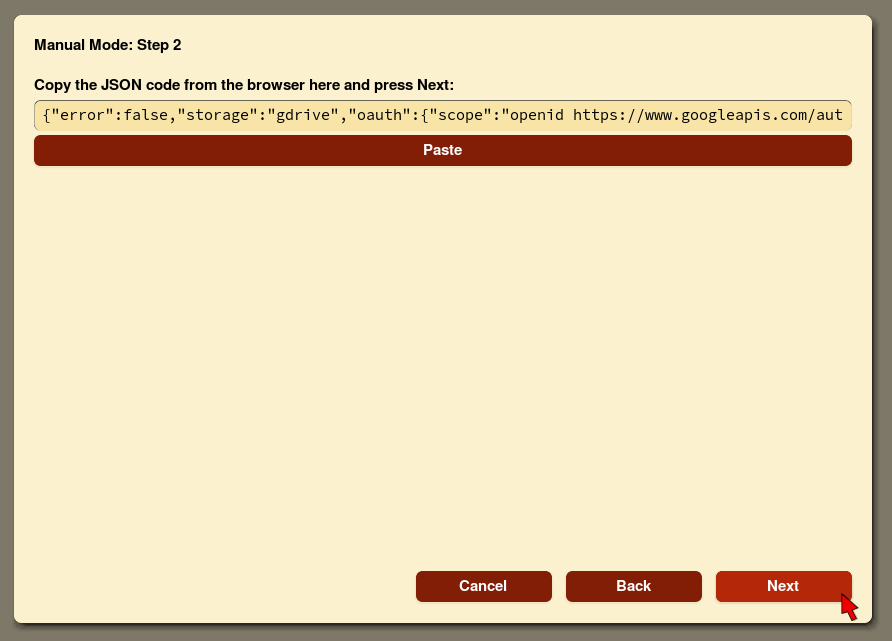 Manual Mode: Step 2
Copy the JSON code from the browser here and press Next:
{"error":false,"storage":"gdrive","oauth":{"scope":"openid https://www.googleapis.com/aut
Paste
Cancel Back Next